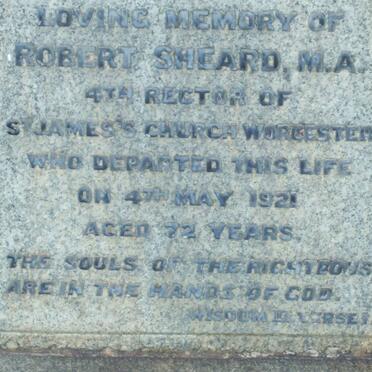 LOVING MEMORY OF
ROBERT SHEARD, M.A.
4TH RECTOR OF
ST JAMES'S CHURCH WORCESTER
WHO DEPARTED THIS LIFE
ON 4TH MAY 1921
AGED 72 YEARS.
THE SOULS OF THE RIGHTEOUS
ARE IN THE HANDS OF GOD.
WISDOM